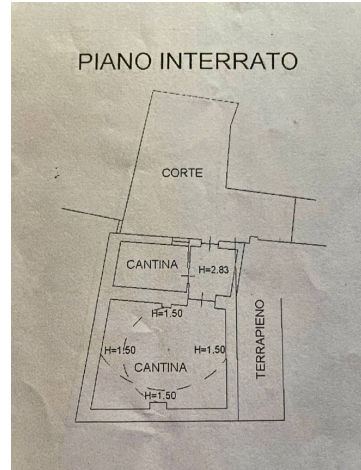 PIANO INTERRATO
CORTE
CANTINA
H=2.83
H=1.50
H=1.50
H=1.50
CANTINA
H=1.50
TERRAPIENO